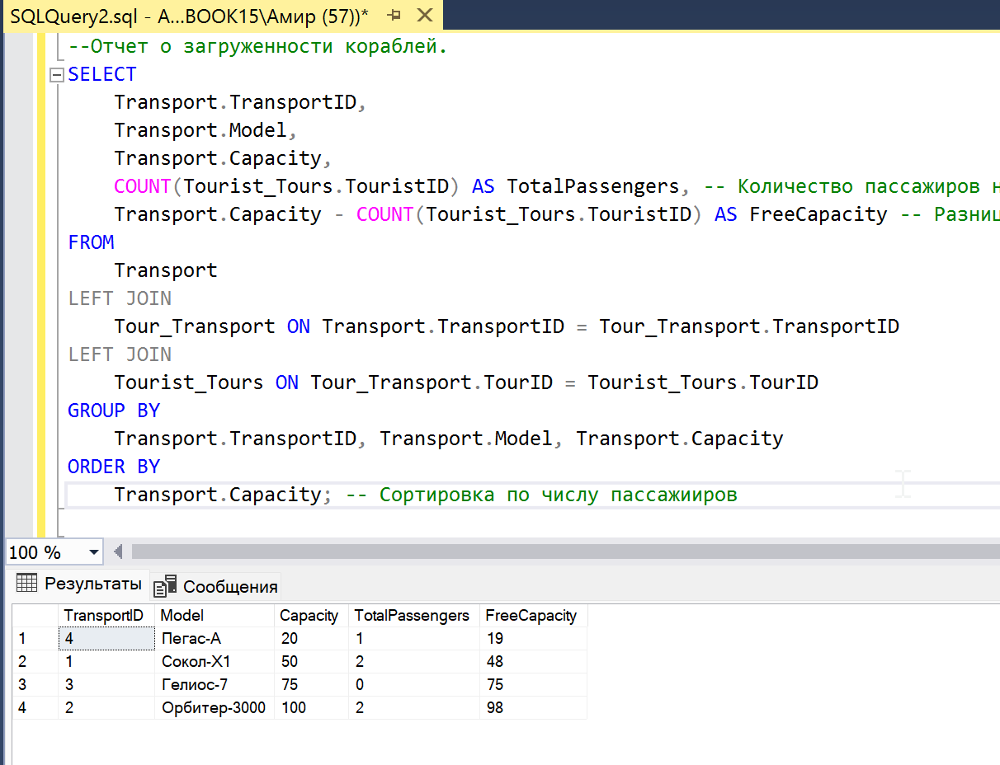 SQLQuery2.sql - A...BOOK15\Амир (57))*
--Отчет о загруженности кораблей.
SELECT
Transport.TransportID,
Transport.Model,
Transport.Capacity,
COUNT(Tourist_Tours.TouristID) AS TotalPassengers, -- Количество пассажиров
Transport.Capacity - COUNT(Tourist_Tours.TouristID) AS FreeCapacity --
FROM
Transport
LEFT JOIN
Tour_Transport ON Transport.TransportID = Tour_Transport.TransportID
LEFT JOIN
Tourist_Tours ON Tour_Transport.TourID = Tourist_Tours.TourID
GROUP BY
Transport.TransportID, Transport.Model, Transport.Capacity
ORDER BY
Transport.Capacity; -- Сортировка по числу пассажииров
100 %
Результаты Сообщения
TransportID Model Capacity TotalPassengers FreeCapacity
1 4 Пегас-А 20 1 19
2 1 Сокол-Х1 50 2 48
3 3 Гелиос-7 75 0 75
4 2 Орбитер-3000 100 2 98